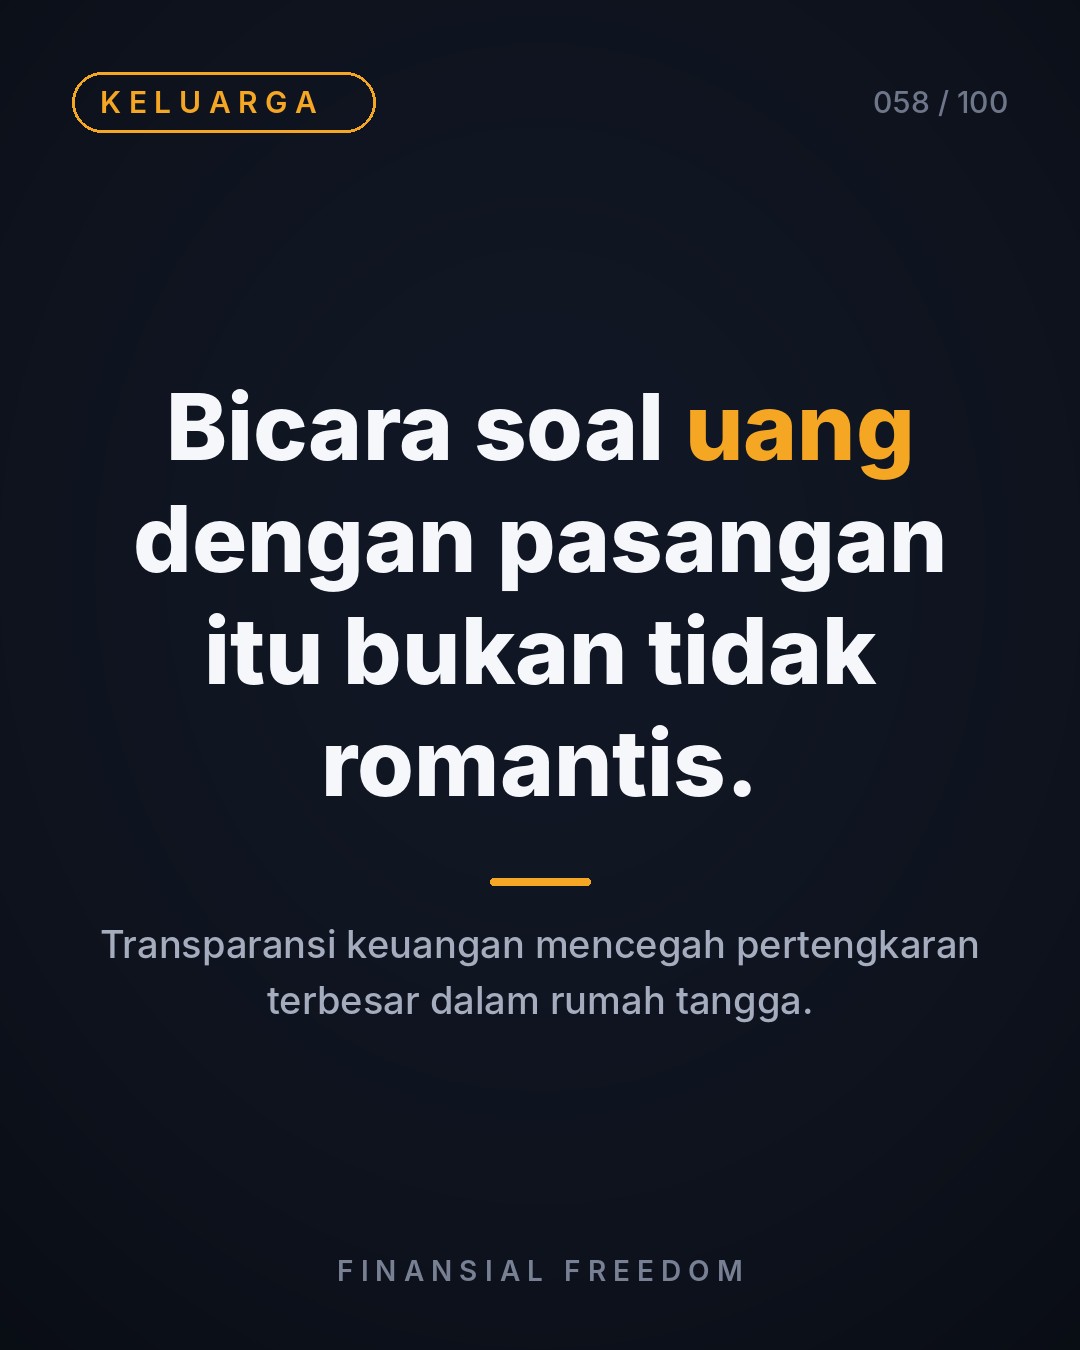 KELUARGA
058 / 100
Bicara soal uang
dengan pasangan
itu bukan tidak
romantis.
Transparansi keuangan mencegah pertengkaran
terbesar dalam rumah tangga.
FINANSIAL FREEDOM